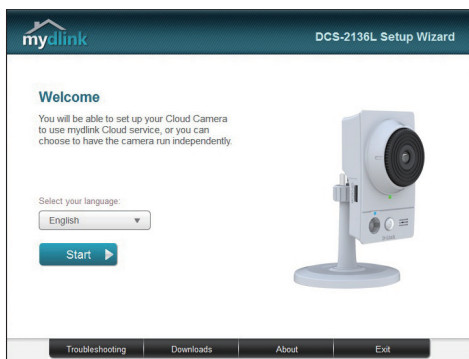 mydlink
DCS-2136L Setup Wizard
Welcome
You will be able to set up your Cloud Camera
to use mydlink Cloud service, or you can
choose to have the camera run independently.
Select your language:
English
Start
D-Link
Troubleshooting
Downloads
About
Exit